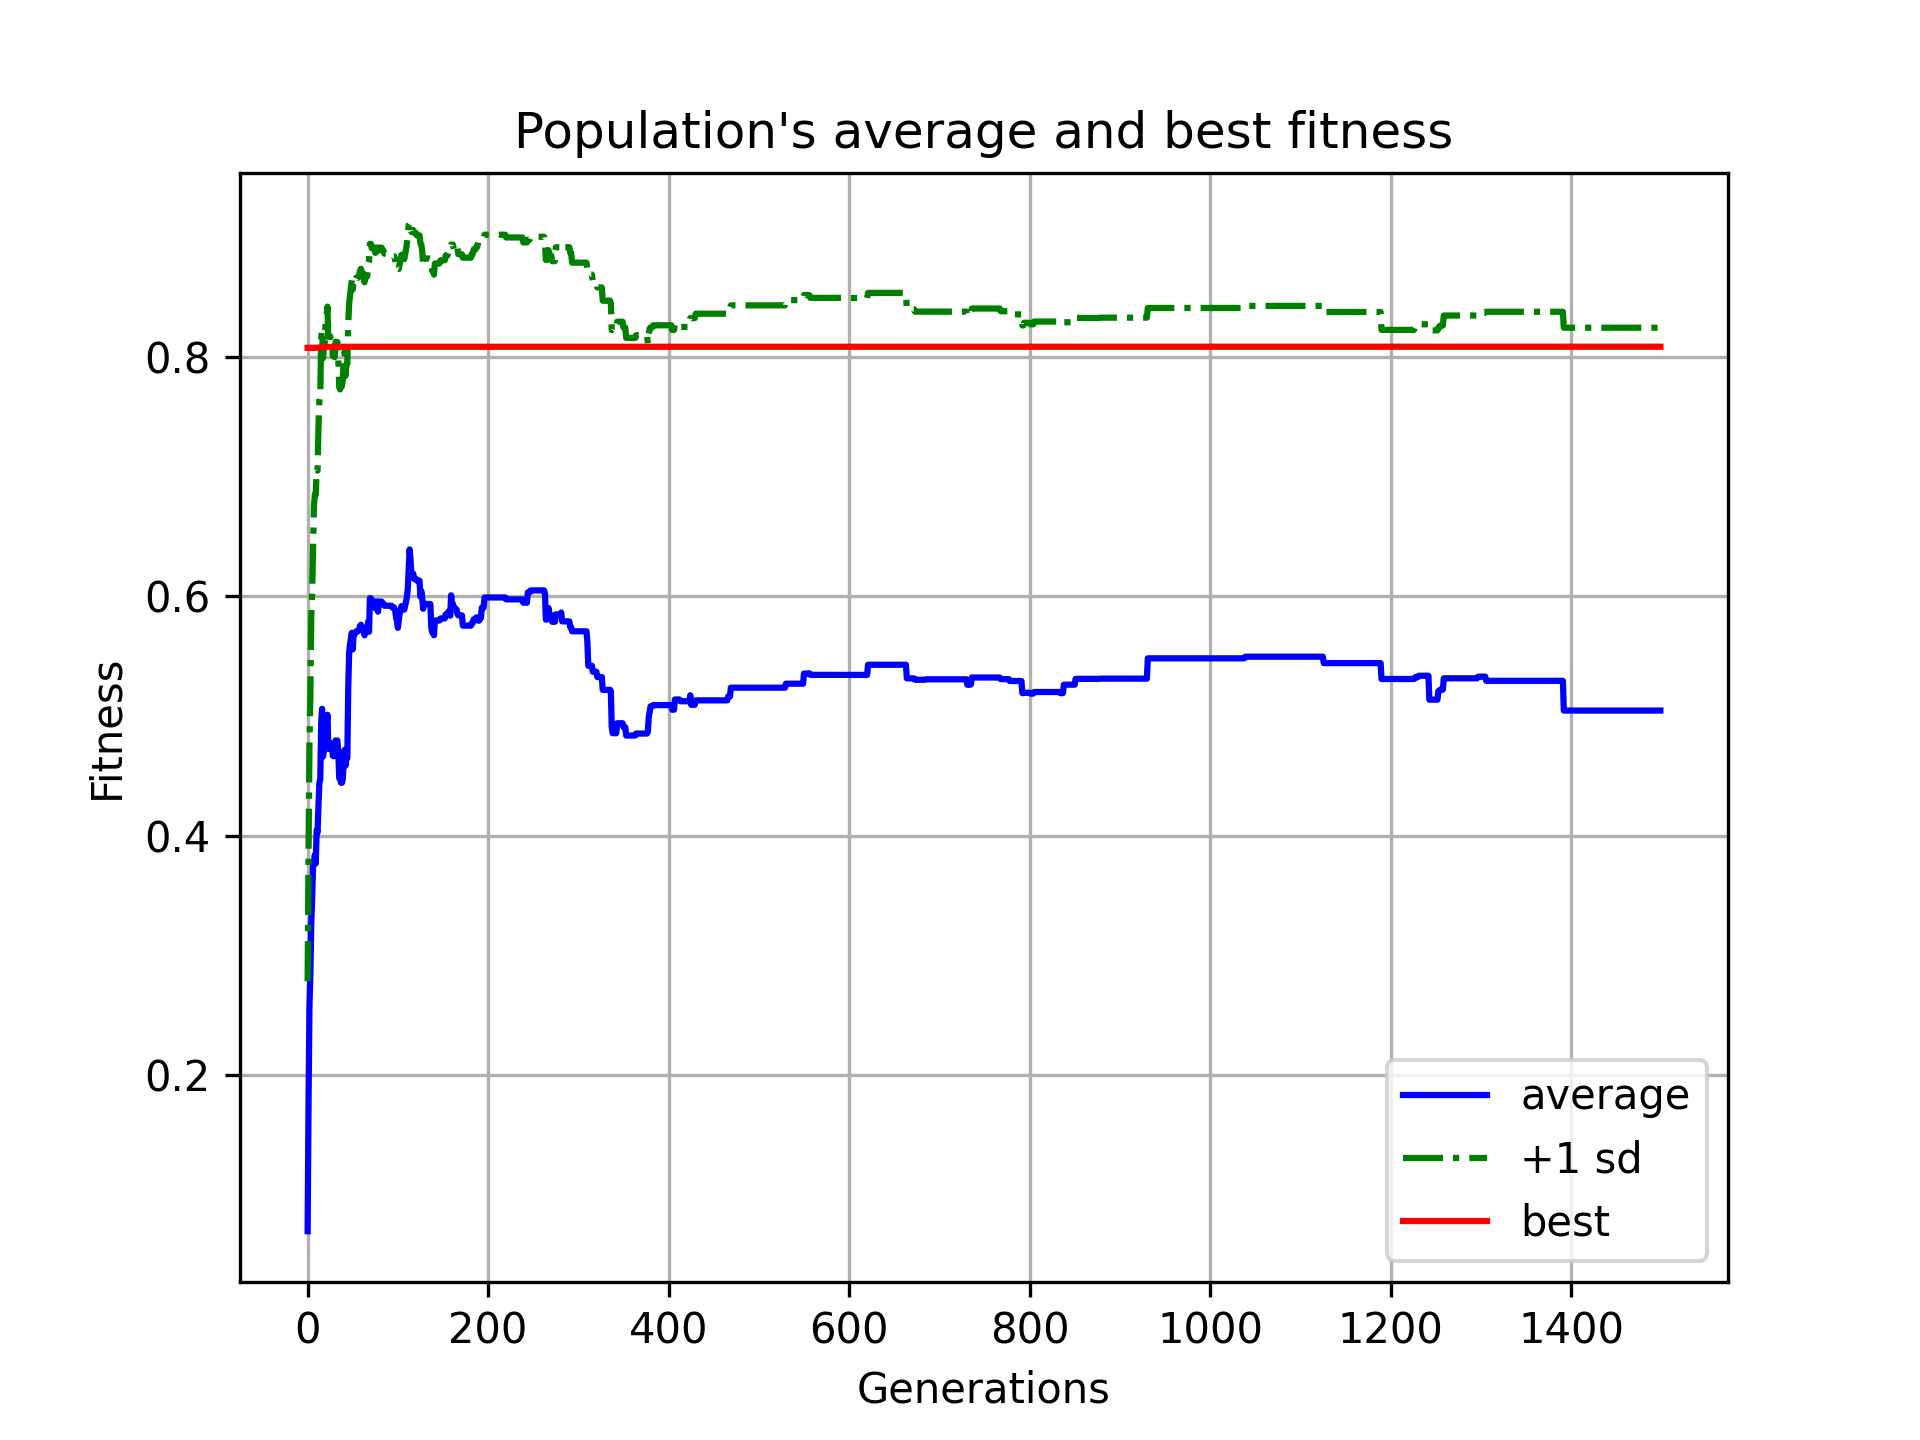 Population's average and best fitness
Fitness
0.8
0.6
0.4
0.2
0 200 400 600 800 1000 1200 1400
Generations
average
+1 sd
best